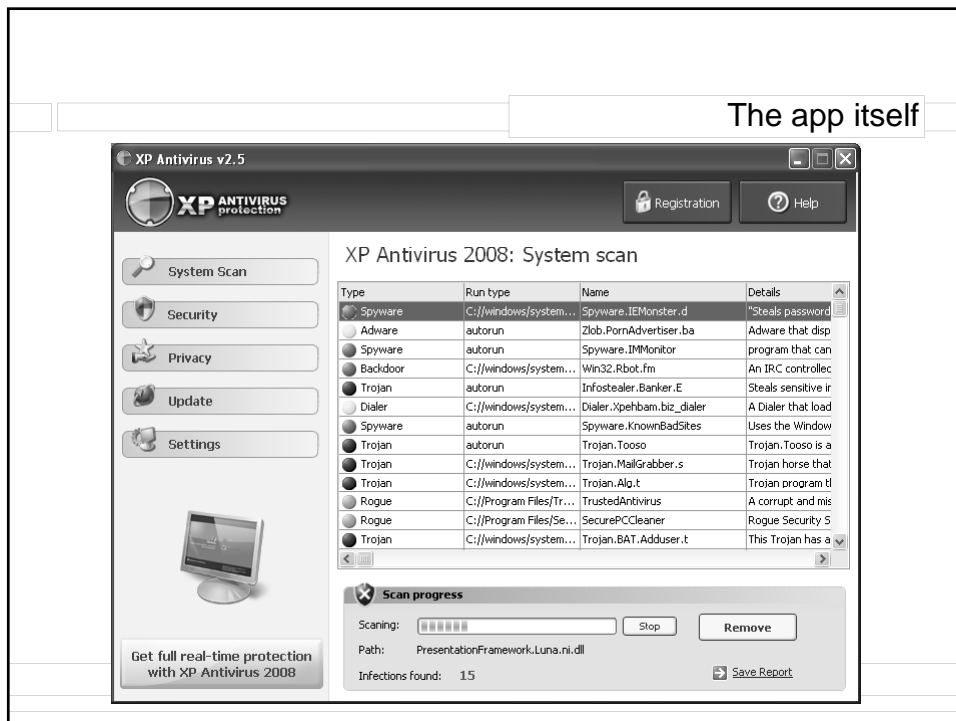 The app itself
XP Antivirus v2.5
XP ANTIVIRUS protection
Registration
Help
System Scan
Security
Privacy
Update
Settings
Get full real-time protection
with XP Antivirus 2008
XP Antivirus 2008: System scan
Type Run type Name Details
Spyware C://windows/system... Spyware.IEMonster.d "Steals password
Adware autorun Zlob.PornAdvertiser.ba Adware that disp
Spyware autorun Spyware.IMMonitor program that can
Backdoor C://windows/system... Win32.Rbot.fm An IRC controlled
Trojan autorun Infostealer.Banker.E Steals sensitive ir
Dialer C://windows/system... Dialer.Xpehbam.biz_dialer A Dialer that load
Spyware autorun Spyware.KnownBadSites Uses the Window
Trojan autorun Trojan.Tooso Trojan.Tooso is a
Trojan C://windows/system... Trojan.MailGrabber.s Trojan horse that
Trojan C://windows/system... Trojan.Alg.t Trojan program tl
Rogue C://Program Files/Tr... TrustedAntivirus A corrupt and mis
Rogue C://Program Files/Se... SecurePCCleaner Rogue Security S
Trojan C://windows/system... Trojan.BAT.Adduser.t This Trojan has a
Scan progress
Scaning: Stop Remove
Path: PresentationFramework.Luna.ni.dll
Infections found: 15 Save Report